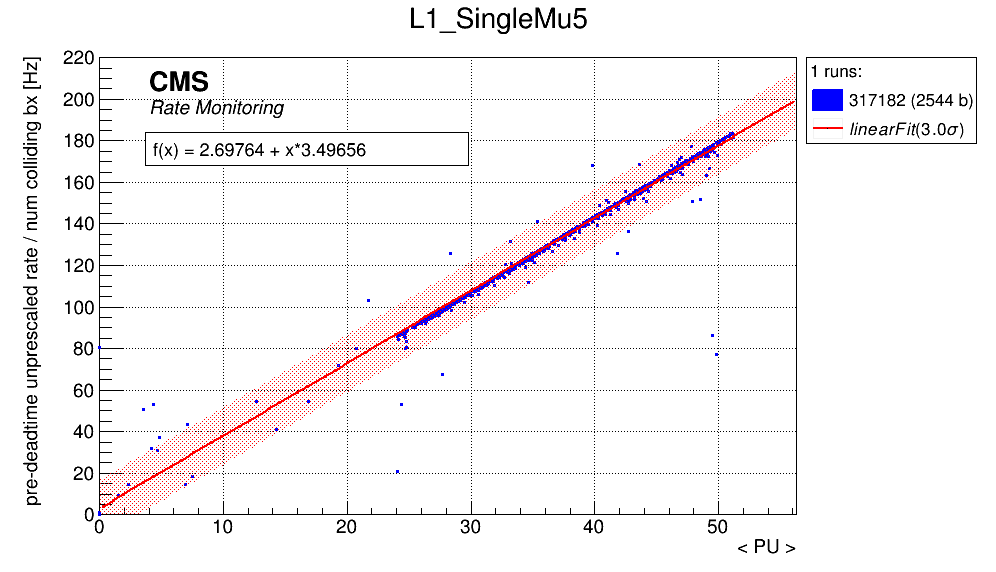 L1_SingleMu5
pre-deadtime unprescaled rate / num colliding bx [Hz]
220
200
180
160
140
120
100
80
60
40
20
0
CMS
Rate Monitoring
f(x) = 2.69764 + x*3.49656
1 runs:
317182 (2544 b)
linearFit(3.0σ)
0 10 20 30 40 50
< PU >